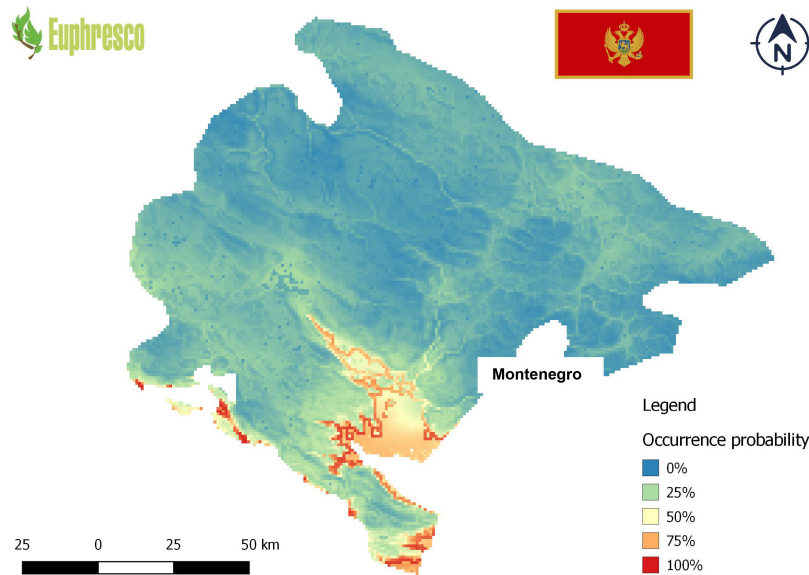 Euphresco
N
Montenegro
Legend
Occurrence probability
0%
25%
50%
75%
100%
25 0 25 50 km